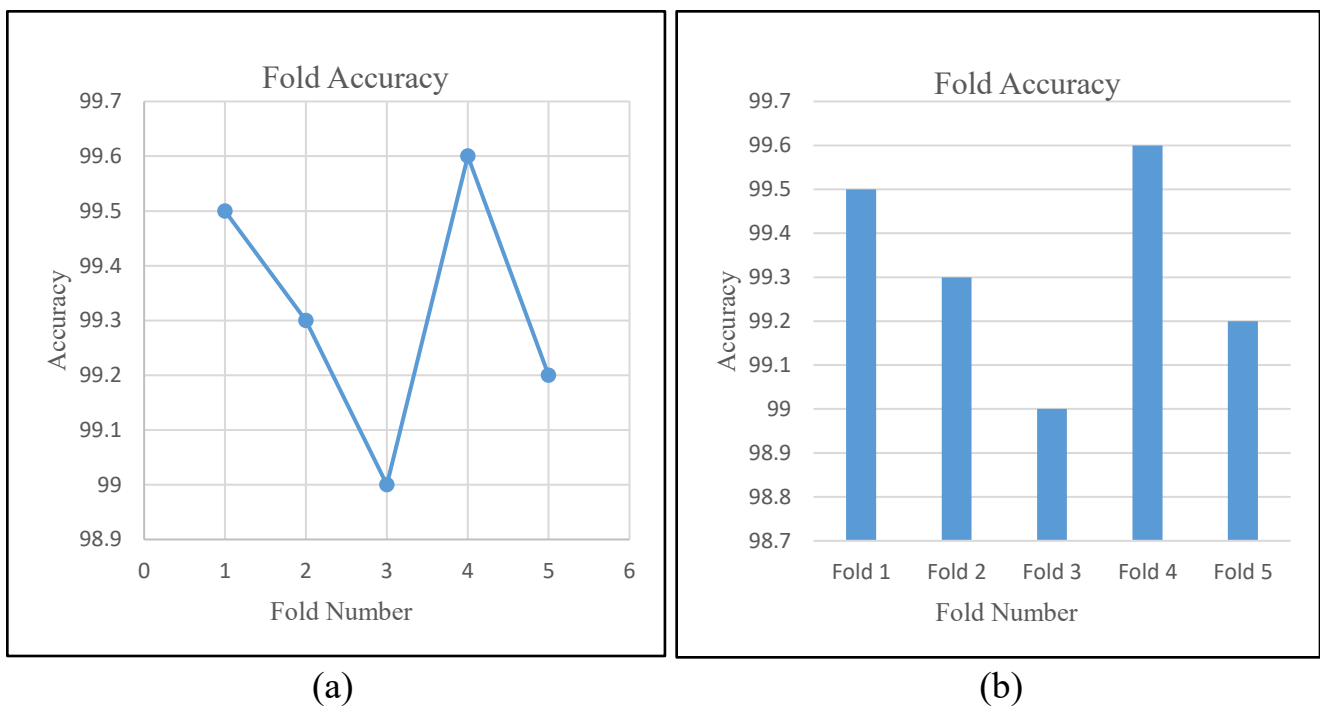 Fold Accuracy
99.7
99.6
99.5
99.4
99.3
99.2
99.1
99
98.9
0 1 2 3 4 5 6
Accuracy
Fold Number
(a)
Fold Accuracy
99.7
99.6
99.5
99.4
99.3
99.2
99.1
99
98.9
98.8
98.7
Fold 1 Fold 2 Fold 3 Fold 4 Fold 5
Accuracy
Fold Number
(b)